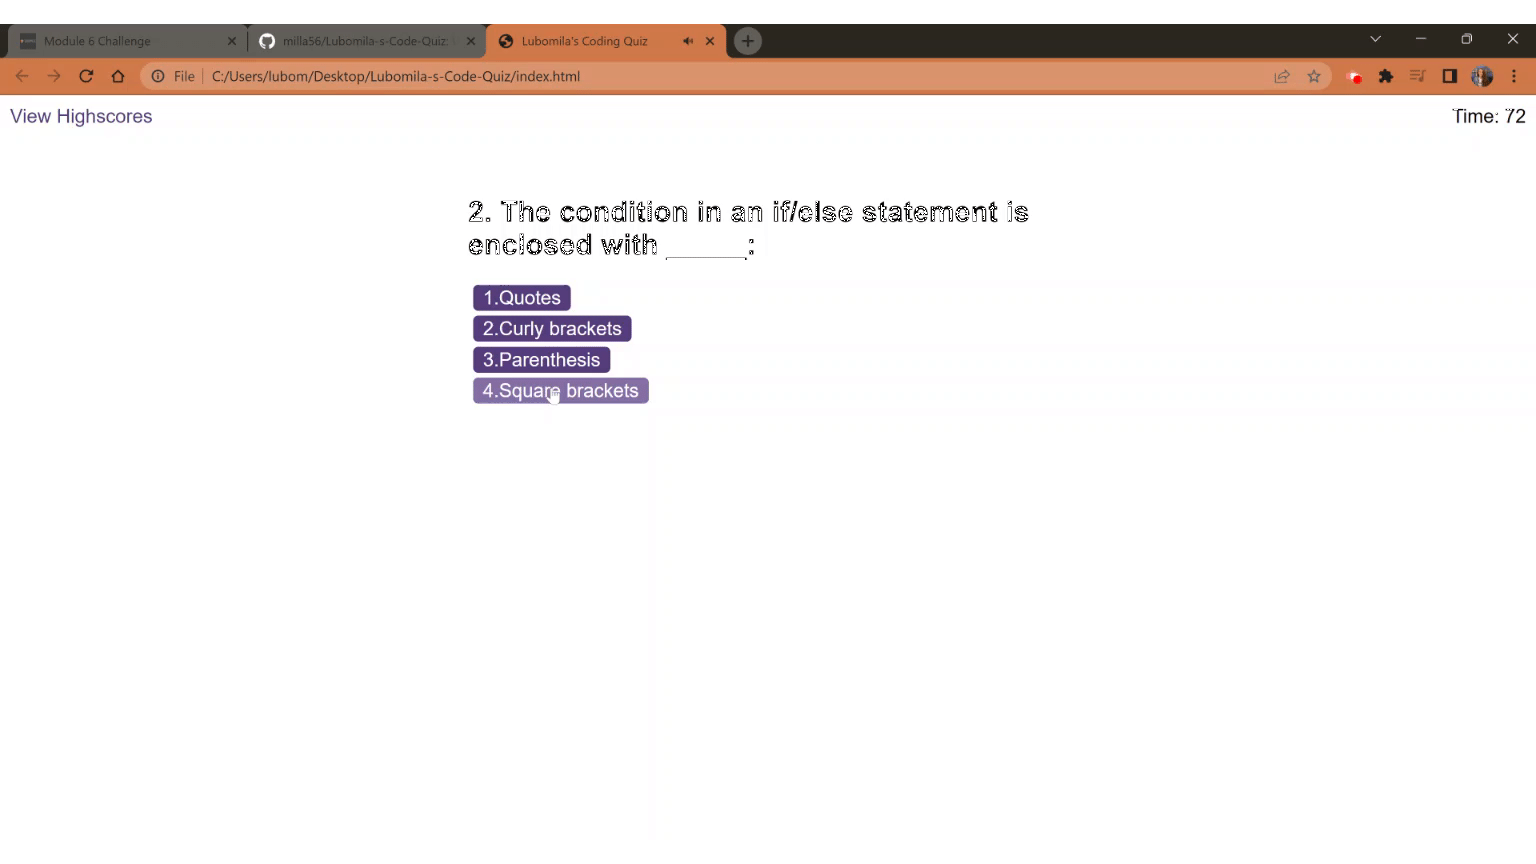 Module 6 Challenge
milla56/Lubomila-s-Code-Quiz:
Lubomila's Coding Quiz
File
C:/Users/lubom/Desktop/Lubomila-s-Code-Quiz/index.html
View Highscores
Time: 72
2. The condition in an if/else statement is
enclosed with _____:
1.Quotes
2.Curly brackets
3.Parenthesis
4.Square brackets